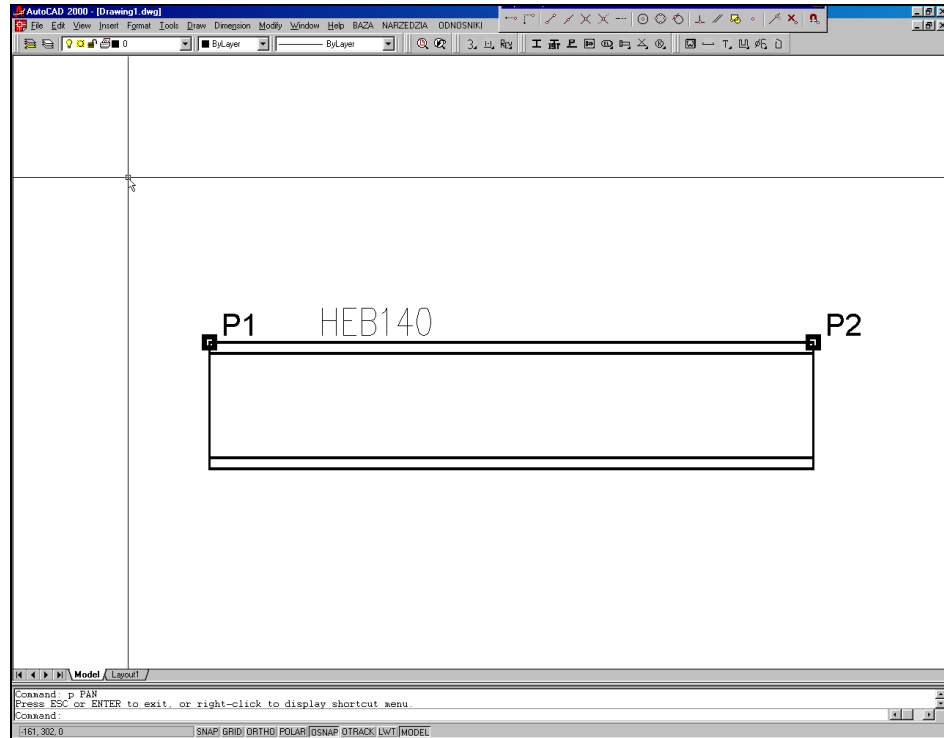 AutoCAD 2000 - [Drawing1.dwg]
File Edit View Insert Format Tools Draw Dimension Modify Window Help BAZA NARZEDZIA ODNOSNIKI
0 ByLayer ByLayer
P1 HEB140 P2
Model Layout1
Command: p PAN
Press ESC or ENTER to exit, or right-click to display shortcut menu.
Command:
-161, 302, 0 SNAP GRID ORTHO POLAR OSNAP OTRACK LWT MODEL